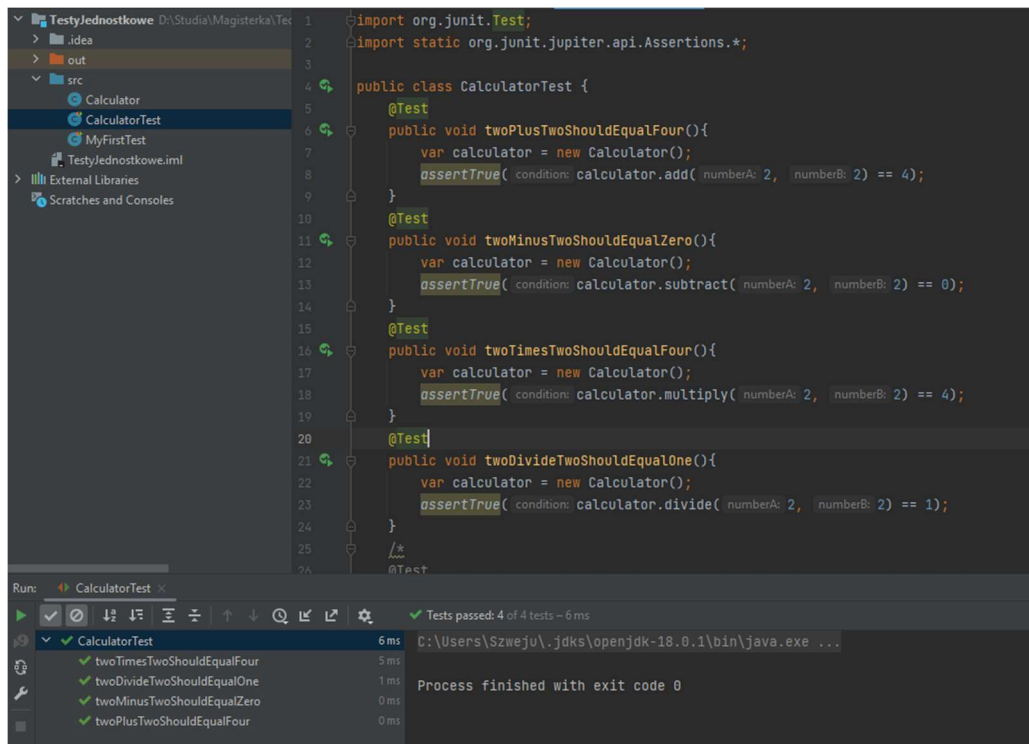 TestyJednostkowe D:\Studia\Magisterka\Tec
.idea
out
src
Calculator
CalculatorTest
MyFirstTest
TestyJednostkowe.iml
External Libraries
Scratches and Consoles
1 import org.junit.Test;
2 import static org.junit.jupiter.api.Assertions.*;
3
4 public class CalculatorTest {
5 @Test
6 public void twoPlusTwoShouldEqualFour(){
7 var calculator = new Calculator();
8 assertTrue( condition: calculator.add( numberA: 2, numberB: 2) == 4);
9 }
10 @Test
11 public void twoMinusTwoShouldEqualZero(){
12 var calculator = new Calculator();
13 assertTrue( condition: calculator.subtract( numberA: 2, numberB: 2) == 0);
14 }
15 @Test
16 public void twoTimesTwoShouldEqualFour(){
17 var calculator = new Calculator();
18 assertTrue( condition: calculator.multiply( numberA: 2, numberB: 2) == 4);
19 }
20 @Test
21 public void twoDivideTwoShouldEqualOne(){
22 var calculator = new Calculator();
23 assertTrue( condition: calculator.divide( numberA: 2, numberB: 2) == 1);
24 }
25 /*
26 @Test
Run: CalculatorTest
Tests passed: 4 of 4 tests – 6 ms
CalculatorTest 6 ms
twoTimesTwoShouldEqualFour 5 ms
twoDivideTwoShouldEqualOne 1 ms
twoMinusTwoShouldEqualZero 0 ms
twoPlusTwoShouldEqualFour 0 ms
C:\Users\Szweju\.jdks\openjdk-18.0.1\bin\java.exe ...
Process finished with exit code 0